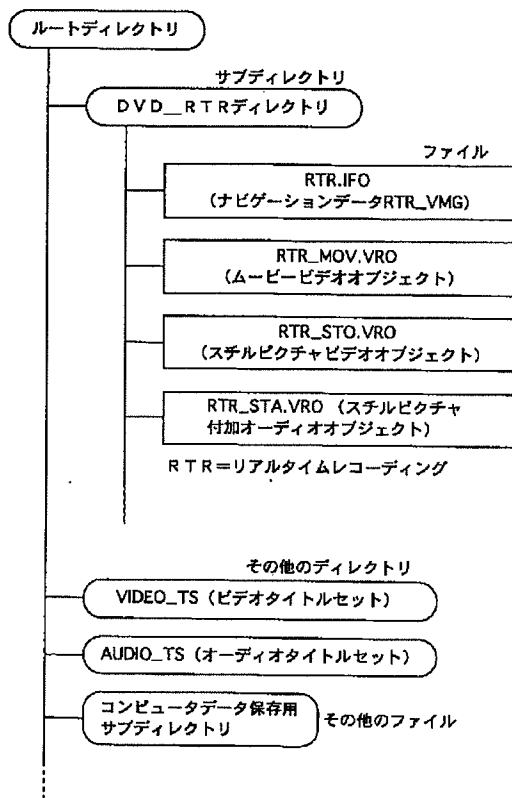 ルートディレクトリ
サブディレクトリ
DVD__RTRディレクトリ
ファイル
RTR.IFO
(ナビゲーションデータRTR_VMG)
RTR_MOV.VRO
(ムービービデオオブジェクト)
RTR_STO.VRO
(スチルピクチャビデオオブジェクト)
RTR_STA.VRO (スチルピクチャ
付加オーディオオブジェクト)
RTR=リアルタイムレコーディング
その他のディレクトリ
VIDEO_TS (ビデオタイトルセット)
AUDIO_TS (オーディオタイトルセット)
コンピュータデータ保存用
サブディレクトリ
その他のファイル